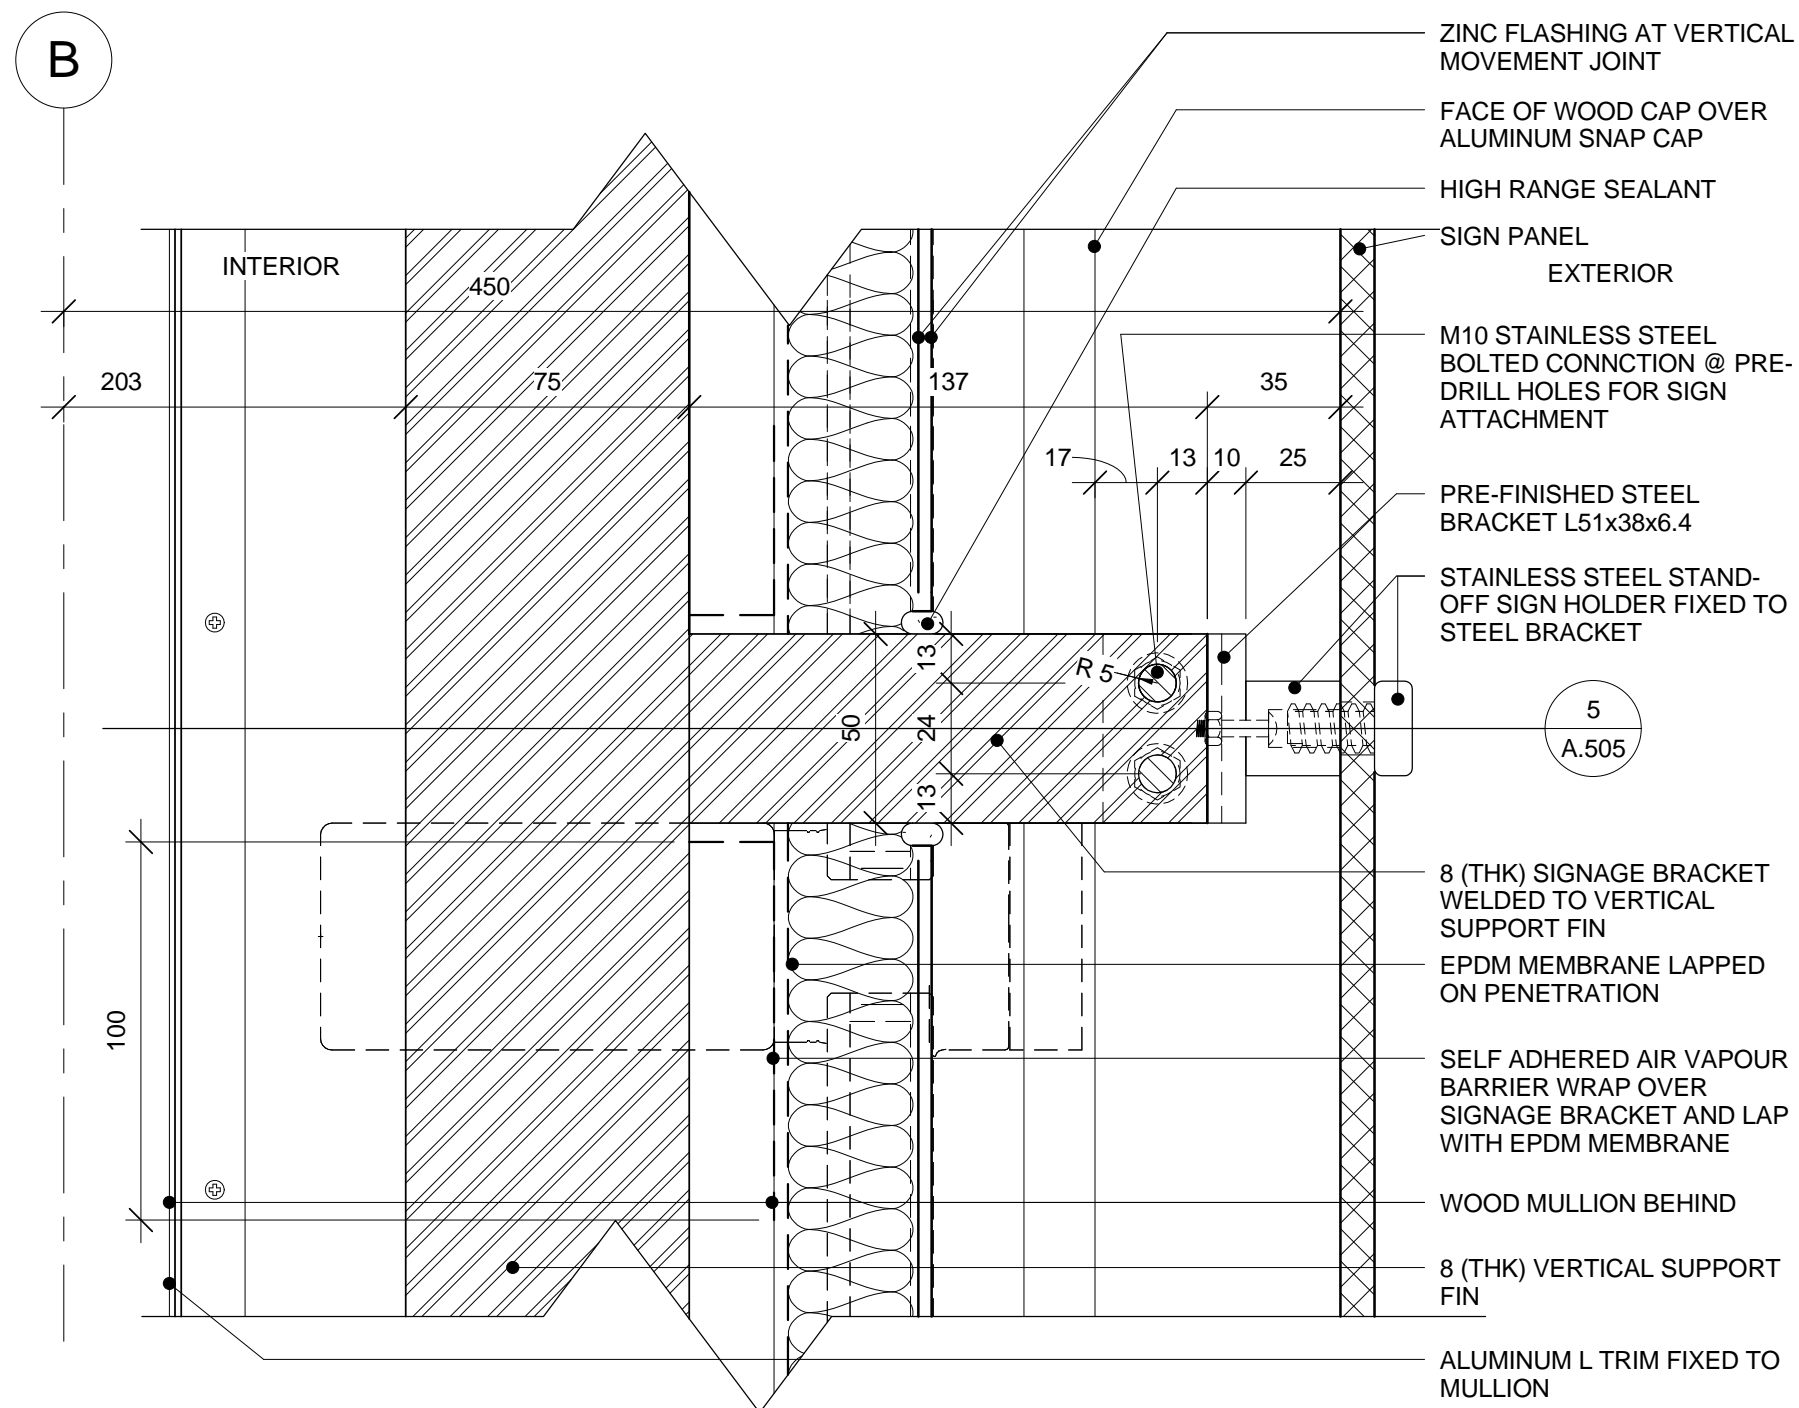 B
ZINC FLASHING AT VERTICAL
MOVEMENT JOINT
FACE OF WOOD CAP OVER
ALUMINUM SNAP CAP
HIGH RANGE SEALANT
SIGN PANEL
INTERIOR
EXTERIOR
450
M10 STAINLESS STEEL
BOLTED CONNCTION @ PRE-
DRILL HOLES FOR SIGN
ATTACHMENT
203
75
137
35
17
13
10
25
PRE-FINISHED STEEL
BRACKET L51x38x6.4
STAINLESS STEEL STAND-
OFF SIGN HOLDER FIXED TO
STEEL BRACKET
13
R 5
50
24
13
5
A.505
8 (THK) SIGNAGE BRACKET
WELDED TO VERTICAL
SUPPORT FIN
EPDM MEMBRANE LAPPED
ON PENETRATION
100
SELF ADHERED AIR VAPOUR
BARRIER WRAP OVER
SIGNAGE BRACKET AND LAP
WITH EPDM MEMBRANE
WOOD MULLION BEHIND
8 (THK) VERTICAL SUPPORT
FIN
ALUMINUM L TRIM FIXED TO
MULLION